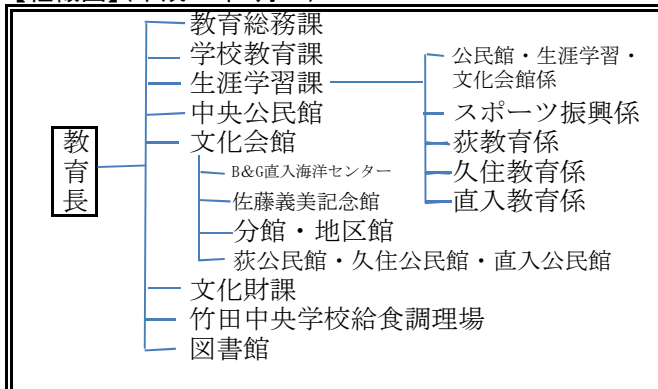 教育総務課
学校教育課
生涯学習課
中央公民館
文化会館
B&G直入海洋センター
佐藤義美記念館
分館・地区館
荻公民館・久住公民館・直入公民館
文化財課
竹田中央学校給食調理場
図書館
教育長
公民館・生涯学習・
文化会館係
スポーツ振興係
荻教育係
久住教育係
直入教育係